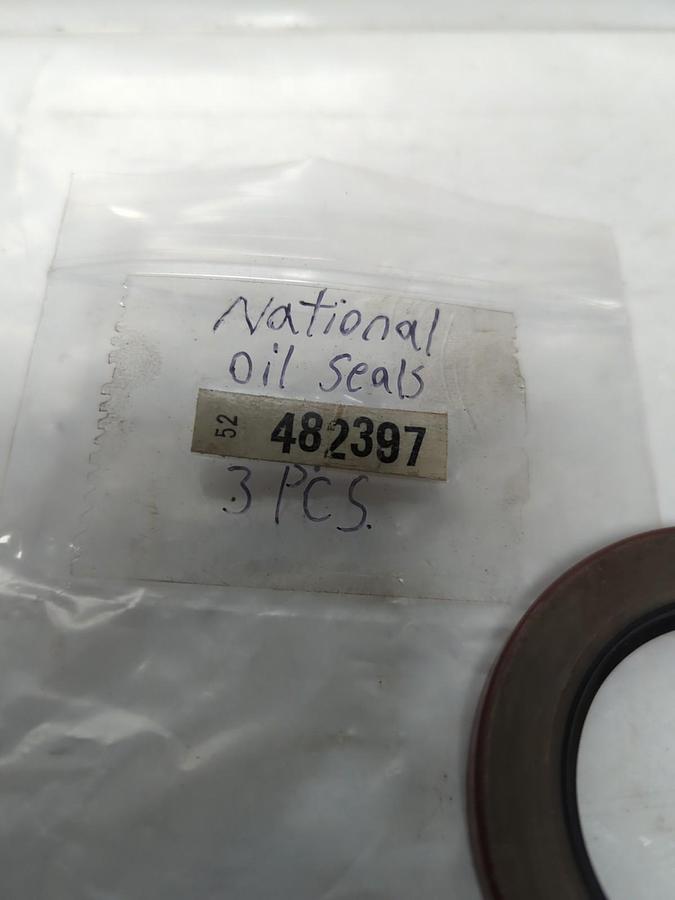 National
Oil Seals
52 482397
3 PCS.